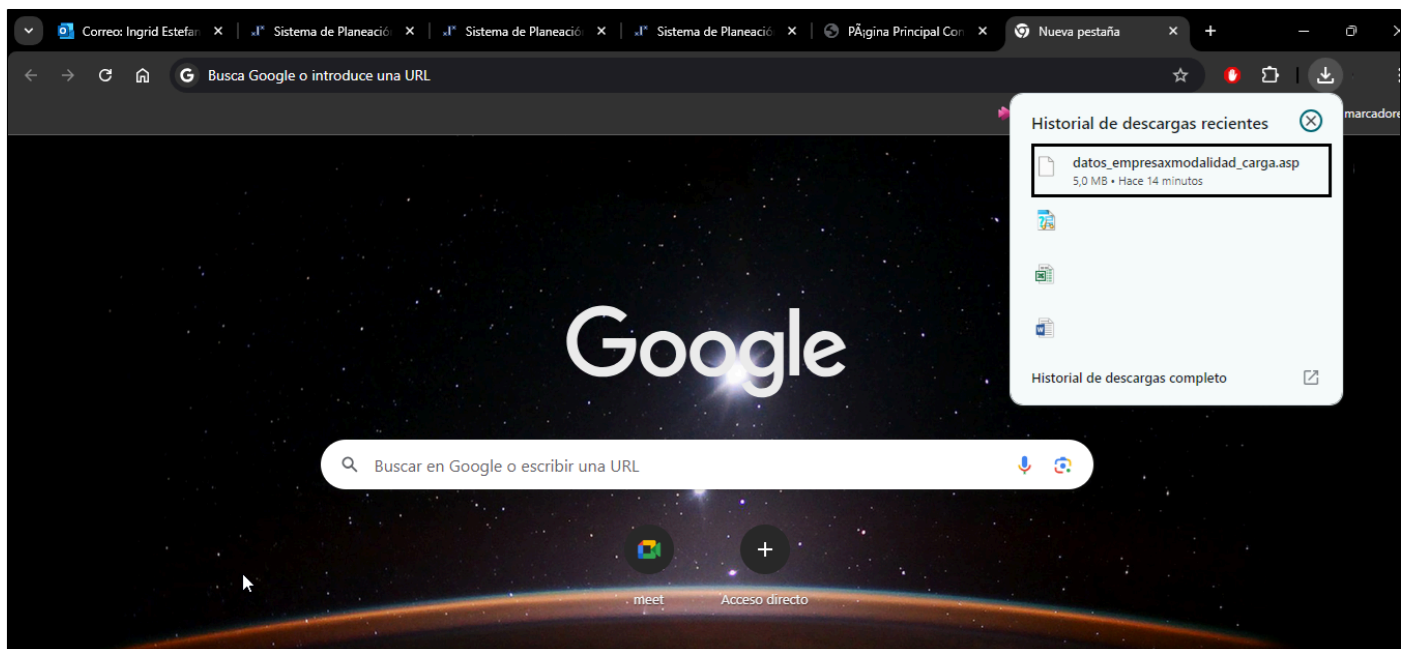 Correo: Ingrid Estefan
Sistema de Planeació
Sistema de Planeació
Sistema de Planeació
PÃ¡gina Principal Con
Nueva pestaña
G Busca Google o introduce una URL
marcadore
Historial de descargas recientes
datos_empresaxmodalidad_carga.asp
5,0 MB • Hace 14 minutos
Historial de descargas completo
Google
Buscar en Google o escribir una URL
meet
Acceso directo